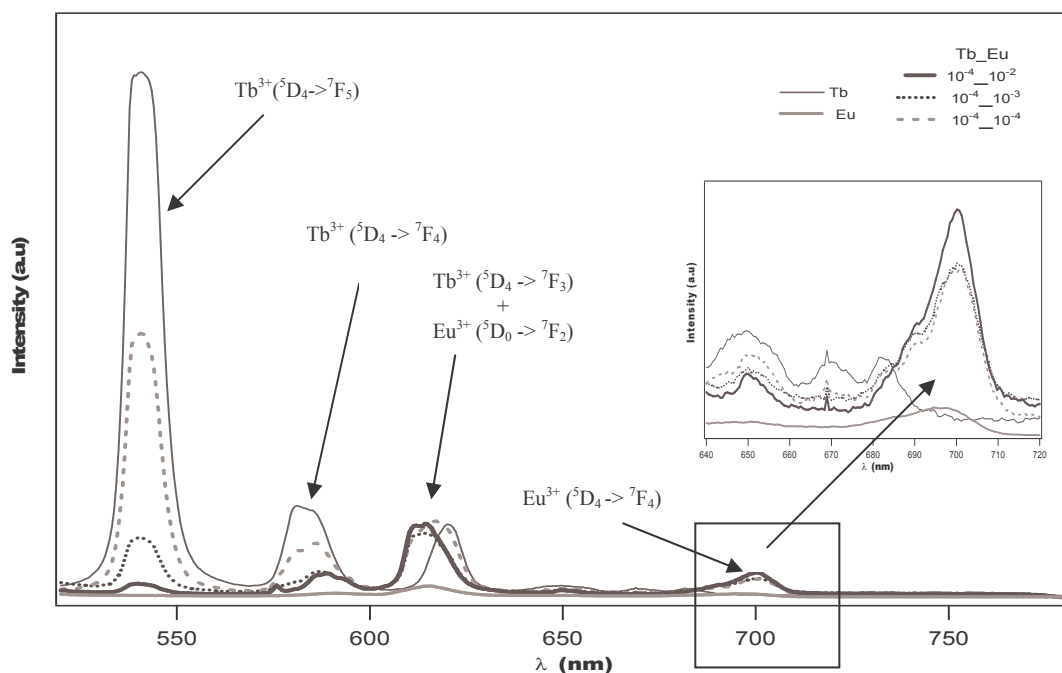 Tb³⁺(⁵D₄->⁷F₅)
Tb³⁺ (⁵D₄ -> ⁷F₄)
Tb³⁺ (⁵D₄ -> ⁷F₃)
+
Eu³⁺ (⁵D₀ -> ⁷F₂)
Eu³⁺ (⁵D₄ -> ⁷F₄)
Tb
Eu
Tb_Eu
10⁻⁴_10⁻²
10⁻⁴_10⁻³
10⁻⁴_10⁻⁴
Intensity (a.u)
640 650 660 670 680 690 700 710 720
λ (nm)
Intensity (a.u)
550 600 650 700 750
λ (nm)